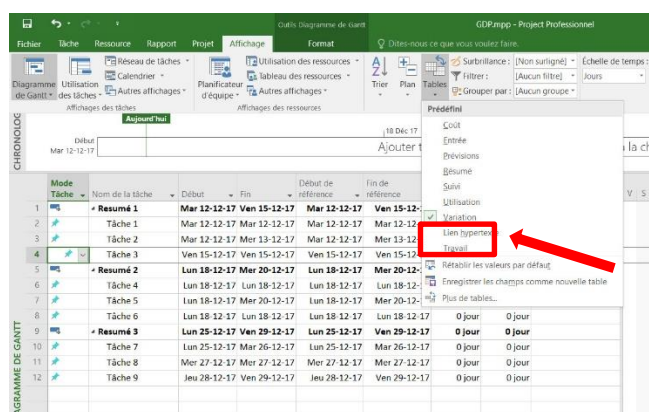 Outils Diagramme de Gantt
GDP.mpp - Project Professionnel
Fichier Tâche Ressource Rapport Projet Affichage Format Dites-nous ce que vous voulez faire.
Diagramme de Gantt
Utilisation des tâches
Réseau de tâches
Calendrier
Autres affichages
Affichages des tâches
Planificateur d'équipe
Utilisation des ressources
Tableau des ressources
Autres affichages
Affichages des ressources
Trier
Plan
Tables
Surbrillance : [Non surligné]
Filtre : [Aucun filtre]
Grouper par : [Aucun groupe
Échelle de temps :
Jours
Prédéfini
Coût
Entrée
Prévisions
Résumé
Suivi
Utilisation
Variation
Lien hypertexte
Travail
Rétablir les valeurs par défaut
Enregistrer les champs comme nouvelle table
Plus de tables...
CHRONOLOG
Aujourd'hui
Début
Mar 12-12-17
18 Déc 17
Ajouter t
la ch
Mode Tâche Nom de la tâche Début Fin Début de référence Fin de référence V S
1 Resumé 1 Mar 12-12-17 Ven 15-12-17 Mar 12-12-17 Ven 15-12-
2 Tâche 1 Mar 12-12-17 Mar 12-12-17 Mar 12-12-17 Mar 12-12-
3 Tâche 2 Mar 12-12-17 Mer 13-12-17 Mar 12-12-17 Mer 13-12-
4 Tâche 3 Ven 15-12-17 Ven 15-12-17 Ven 15-12-17 Ven 15-12-
5 Resumé 2 Lun 18-12-17 Mer 20-12-17 Lun 18-12-17 Mer 20-12-
6 Tâche 4 Lun 18-12-17 Lun 18-12-17 Lun 18-12-17 Lun 18-12-
7 Tâche 5 Lun 18-12-17 Mer 20-12-17 Lun 18-12-17 Mer 20-12-
8 Tâche 6 Lun 18-12-17 Lun 18-12-17 Lun 18-12-17 Lun 18-12-17 0 jour 0 jour
9 Resumé 3 Lun 25-12-17 Ven 29-12-17 Lun 25-12-17 Ven 29-12-17 0 jour 0 jour
10 Tâche 7 Lun 25-12-17 Mar 26-12-17 Lun 25-12-17 Mar 26-12-17 0 jour 0 jour
11 Tâche 8 Mer 27-12-17 Mer 27-12-17 Mer 27-12-17 Mer 27-12-17 0 jour 0 jour
12 Tâche 9 Jeu 28-12-17 Ven 29-12-17 Jeu 28-12-17 Ven 29-12-17 0 jour 0 jour
AGRAMME DE GANTT